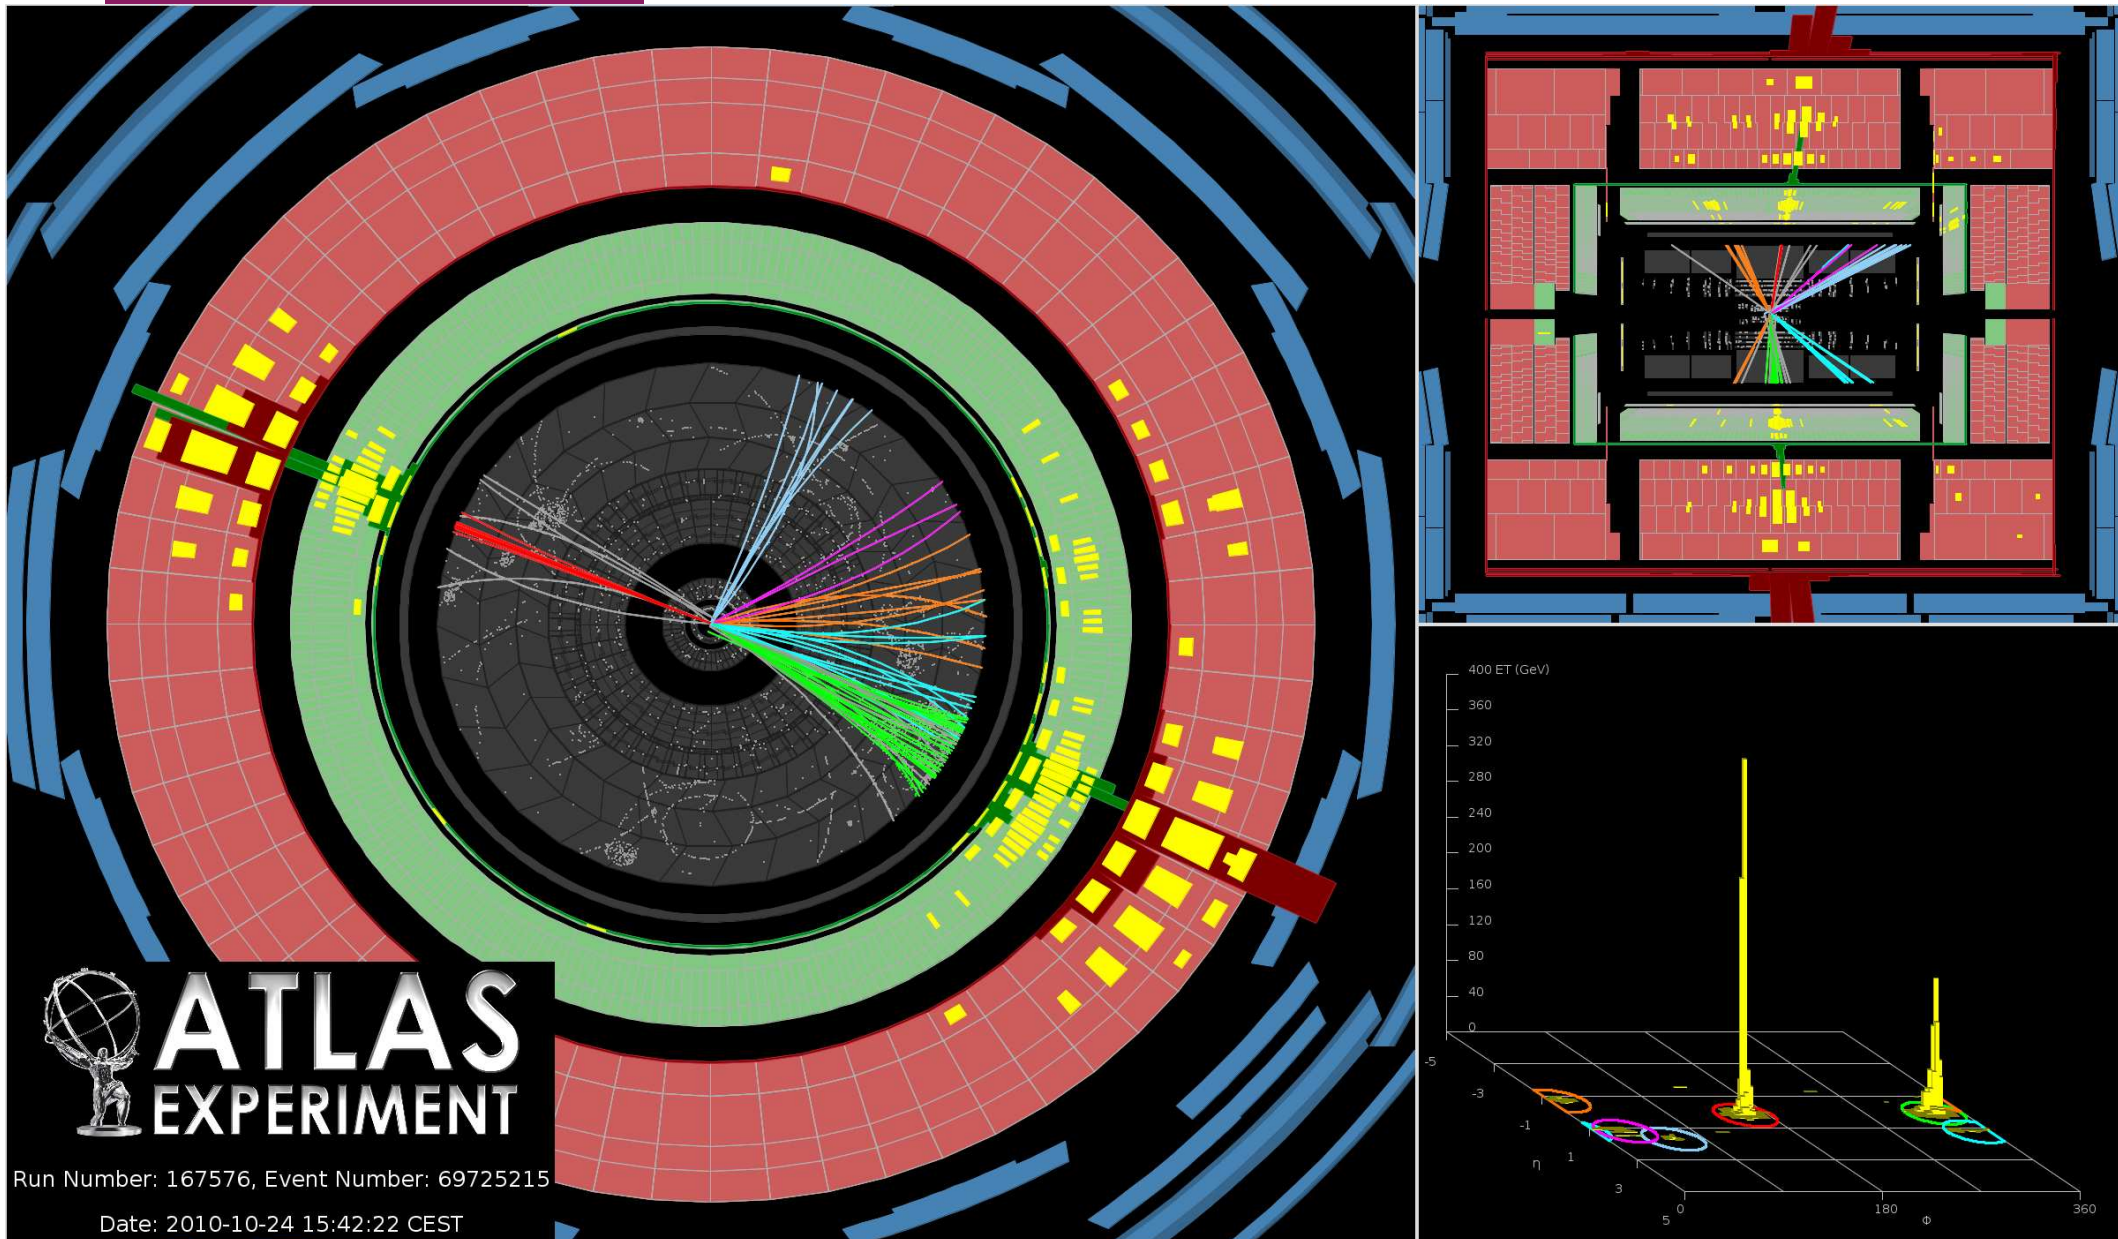 400 ET (GeV)
360
320
280
240
200
160
120
80
40
0
-5
-3
-1
η
1
3
5
0
180
360
Φ
ATLAS
EXPERIMENT
Run Number: 167576, Event Number: 69725215
Date: 2010-10-24 15:42:22 CEST